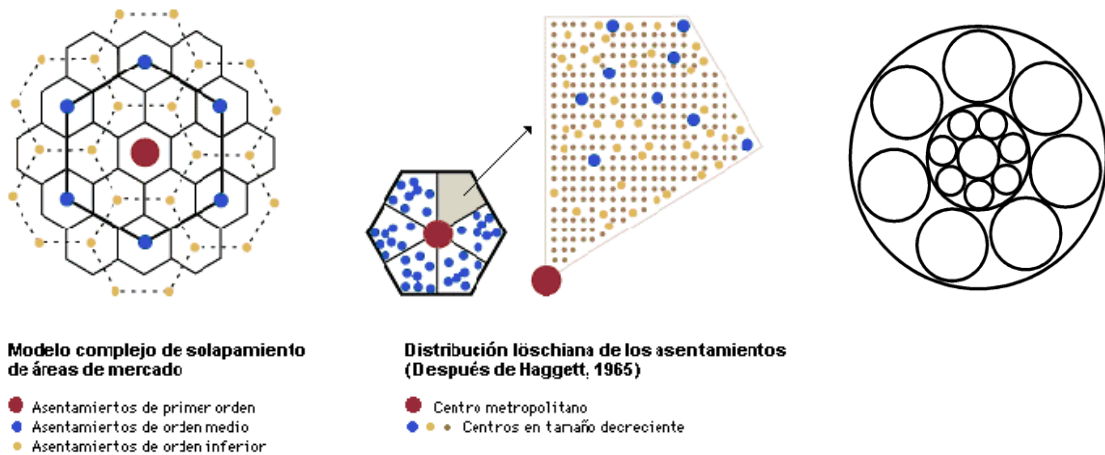 Modelo complejo de solapamiento
de áreas de mercado
Asentamientos de primer orden
Asentamientos de orden medio
Asentamientos de orden inferior
Distribución löschiana de los asentamientos
(Después de Haggett, 1965)
Centro metropolitano
Centros en tamaño decreciente